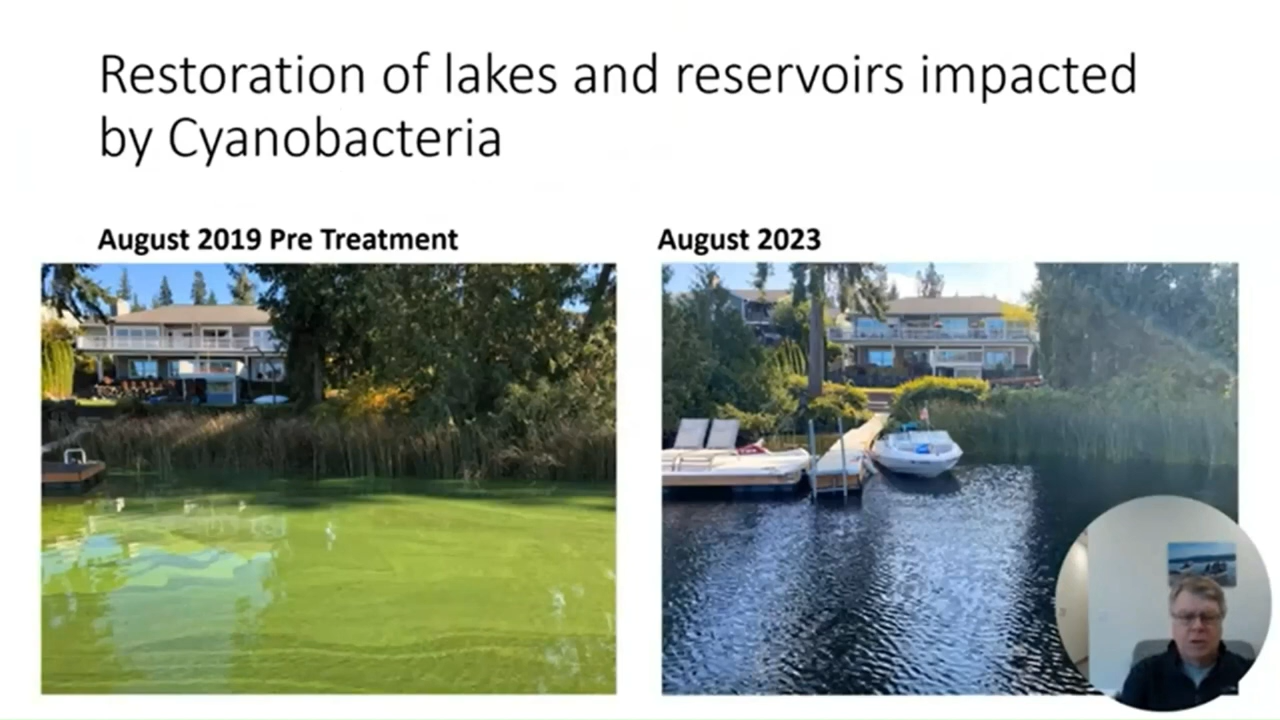 Restoration of lakes and reservoirs impacted
by Cyanobacteria
August 2019 Pre Treatment
August 2023